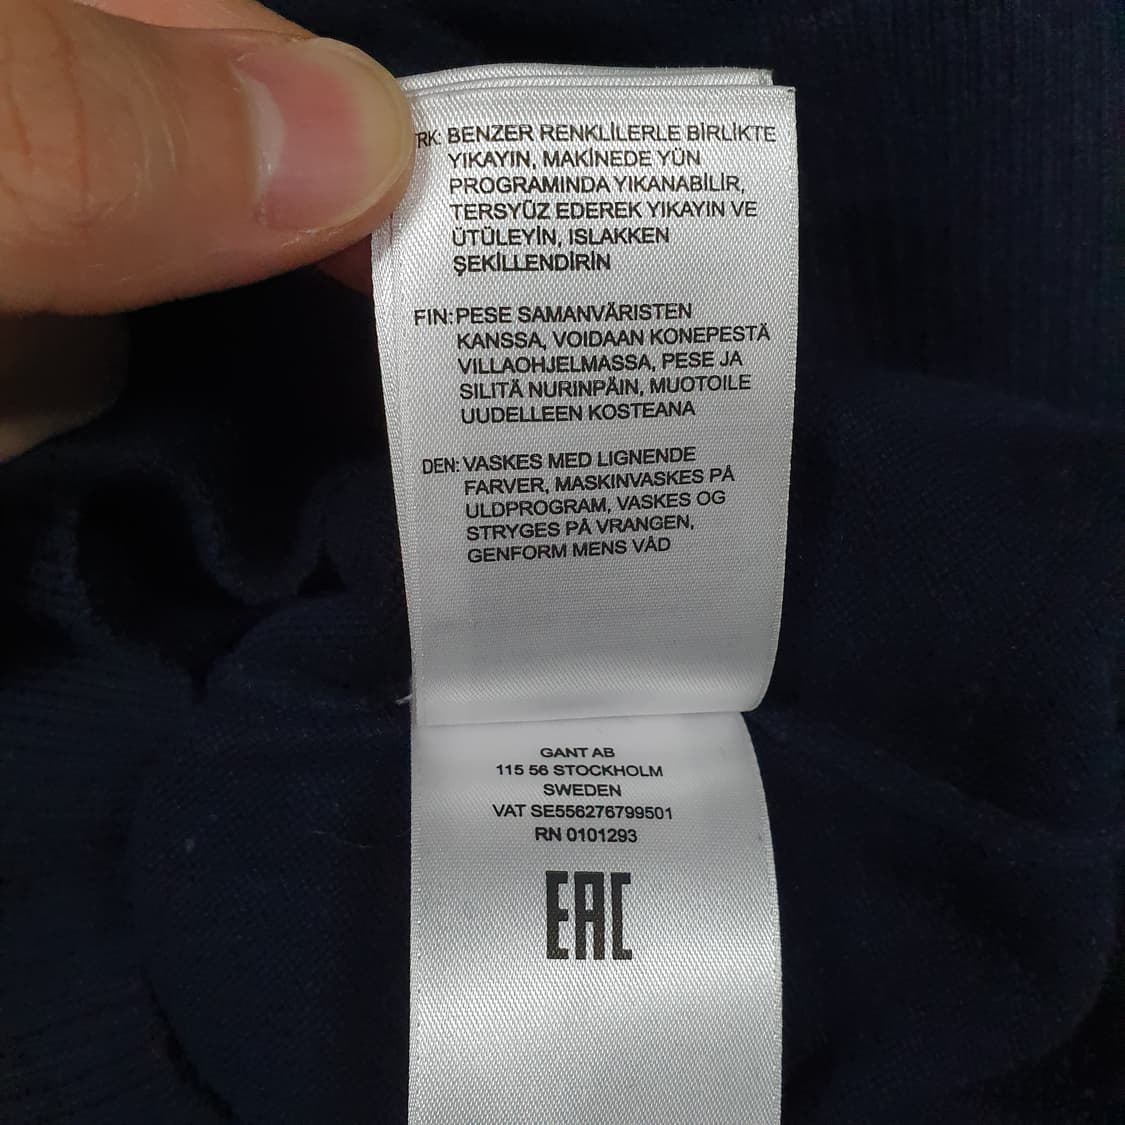 TRK: BENZER RENKLİLERLE BİRLİKTE
YIKAYIN, MAKİNEDE YÜN
PROGRAMINDA YIKANABİLİR,
TERSYÜZ EDEREK YIKAYIN VE
ÜTÜLEYİN, ISLAKKEN
ŞEKİLLENDİRİN
FIN: PESE SAMANVÄRISTEN
KANSSA, VOIDAAN KONEPESTÄ
VILLAOHJELMASSA, PESE JA
SILITÄ NURINPÄIN, MUOTOILE
UUDELLEEN KOSTEANA
DEN: VASKES MED LIGNENDE
FARVER, MASKINVASKES PÅ
ULDPROGRAM, VASKES OG
STRYGES PÅ VRANGEN,
GENFORM MENS VÅD
GANT AB
115 56 STOCKHOLM
SWEDEN
VAT SE556276799501
RN 0101293
EAC